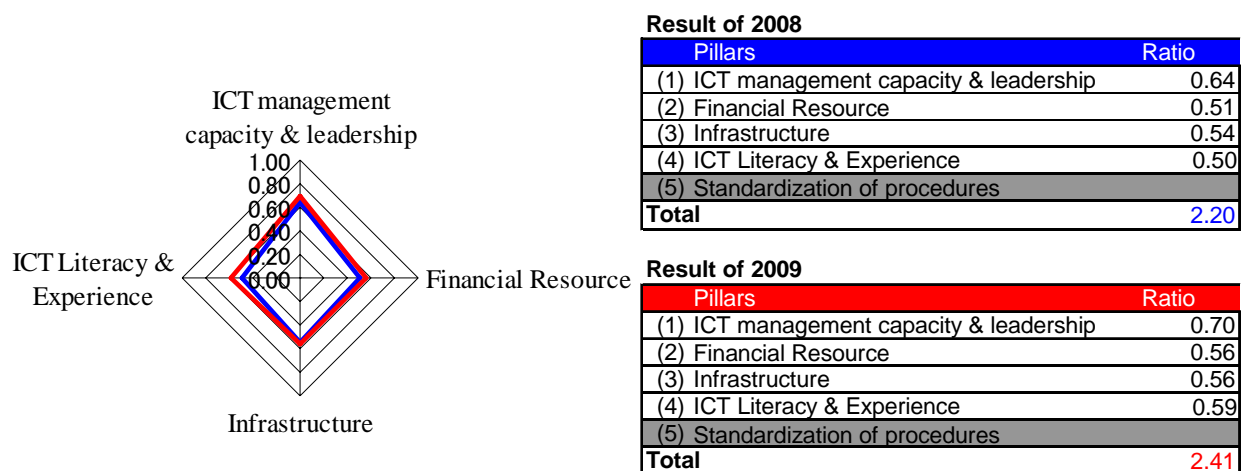 ICT management
capacity & leadership
1.00
0.80
0.60
0.40
0.20
0.00
ICT Literacy &
Experience
Financial Resource
Infrastructure
Result of 2008
Pillars Ratio
(1) ICT management capacity & leadership 0.64
(2) Financial Resource 0.51
(3) Infrastructure 0.54
(4) ICT Literacy & Experience 0.50
(5) Standardization of procedures
Total 2.20
Result of 2009
Pillars Ratio
(1) ICT management capacity & leadership 0.70
(2) Financial Resource 0.56
(3) Infrastructure 0.56
(4) ICT Literacy & Experience 0.59
(5) Standardization of procedures
Total 2.41